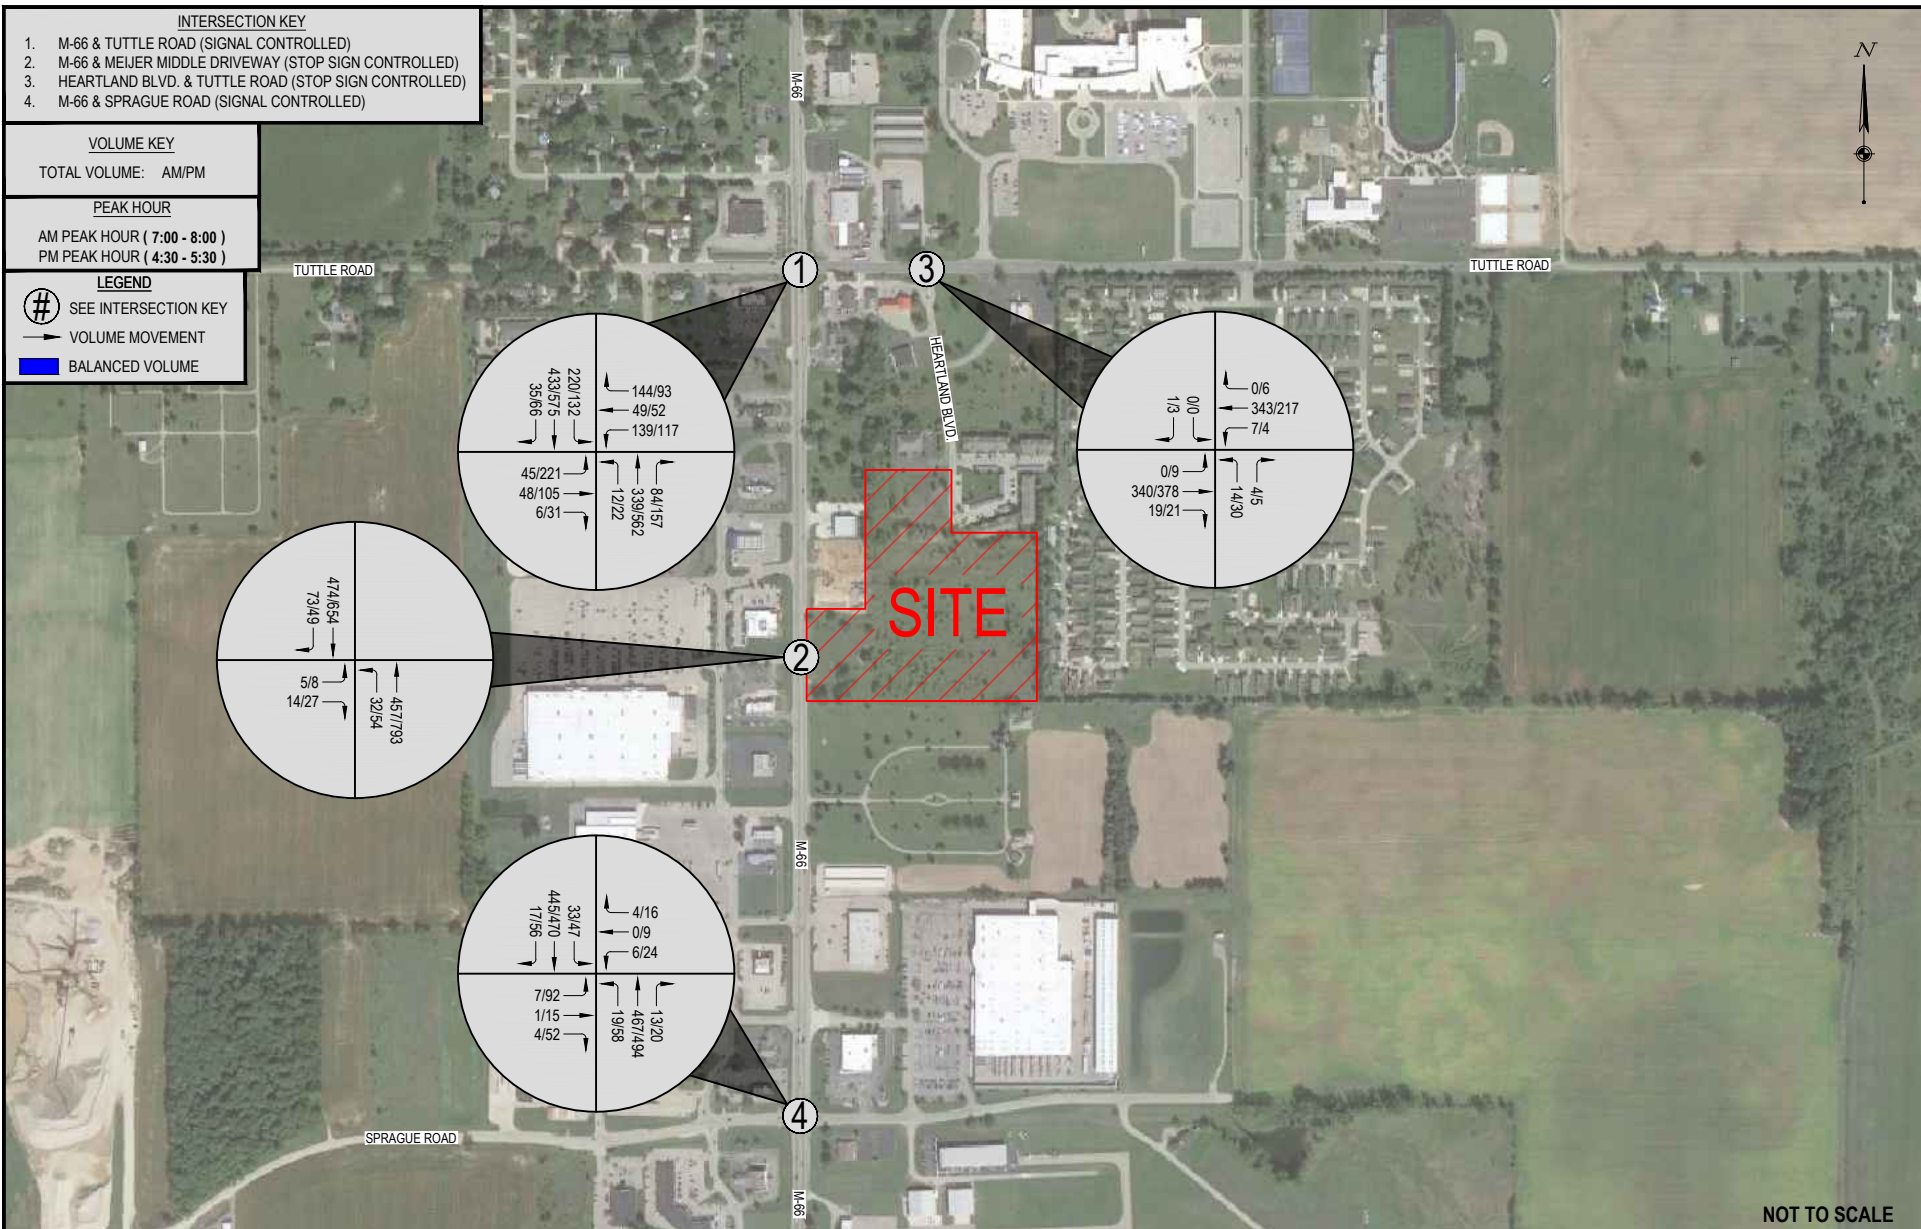 INTERSECTION KEY
1. M-66 & TUTTLE ROAD (SIGNAL CONTROLLED)
2. M-66 & MEIJER MIDDLE DRIVEWAY (STOP SIGN CONTROLLED)
3. HEARTLAND BLVD. & TUTTLE ROAD (STOP SIGN CONTROLLED)
4. M-66 & SPRAGUE ROAD (SIGNAL CONTROLLED)
VOLUME KEY
TOTAL VOLUME: AM/PM
PEAK HOUR
AM PEAK HOUR ( 7:00 - 8:00 )
PM PEAK HOUR ( 4:30 - 5:30 )
LEGEND
# SEE INTERSECTION KEY
VOLUME MOVEMENT
BALANCED VOLUME
N
M-66
TUTTLE ROAD
1
3
TUTTLE ROAD
HEARTLAND BLVD.
35/66
433/575
220/132
144/93
49/52
139/117
45/221
48/105
6/31
12/22
339/562
84/157
1/3
0/0
0/6
343/217
7/4
0/9
340/378
19/21
14/30
4/5
SITE
2
73/49
474/654
5/8
14/27
32/54
457/793
M-66
17/56
445/470
33/47
4/16
0/9
6/24
7/92
1/15
4/52
19/58
467/494
13/20
4
SPRAGUE ROAD
M-66
NOT TO SCALE